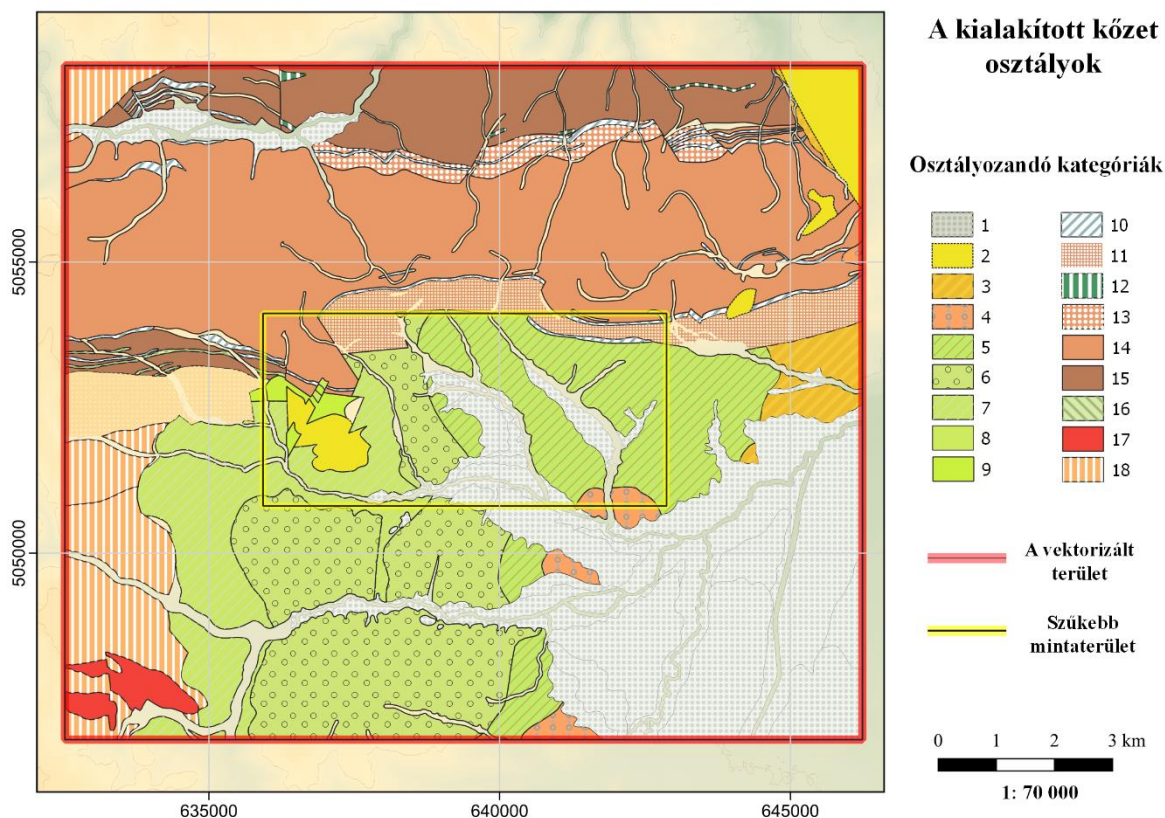 A kialakított kőzet
osztályok
Osztályozandó kategóriák
1
2
3
4
5
6
7
8
9
10
11
12
13
14
15
16
17
18
A vektorizált
terület
Szűkebb
mintaterület
0 1 2 3 km
1: 70 000
5055000
5050000
635000 640000 645000